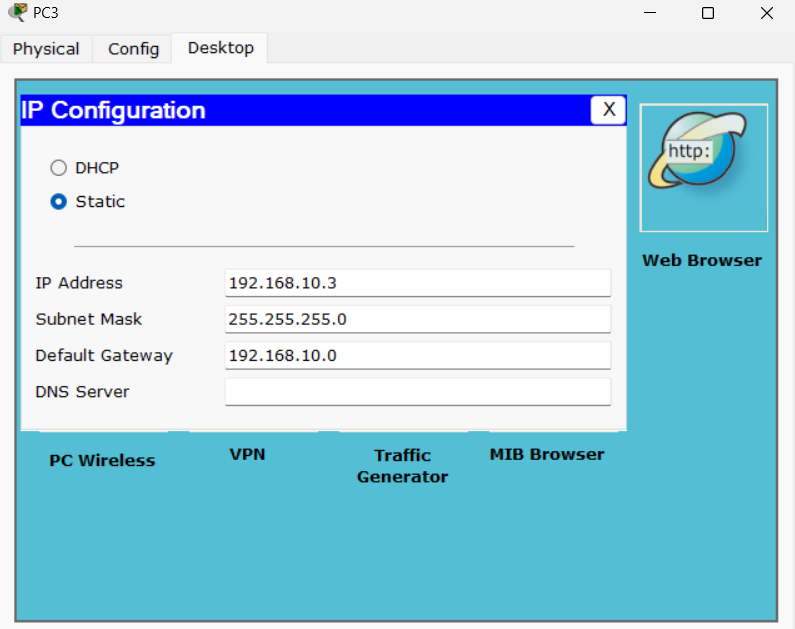 PC3
Physical Config Desktop
IP Configuration X
DHCP
Static
http:
Web Browser
IP Address 192.168.10.3
Subnet Mask 255.255.255.0
Default Gateway 192.168.10.0
DNS Server
PC Wireless VPN Traffic Generator MIB Browser